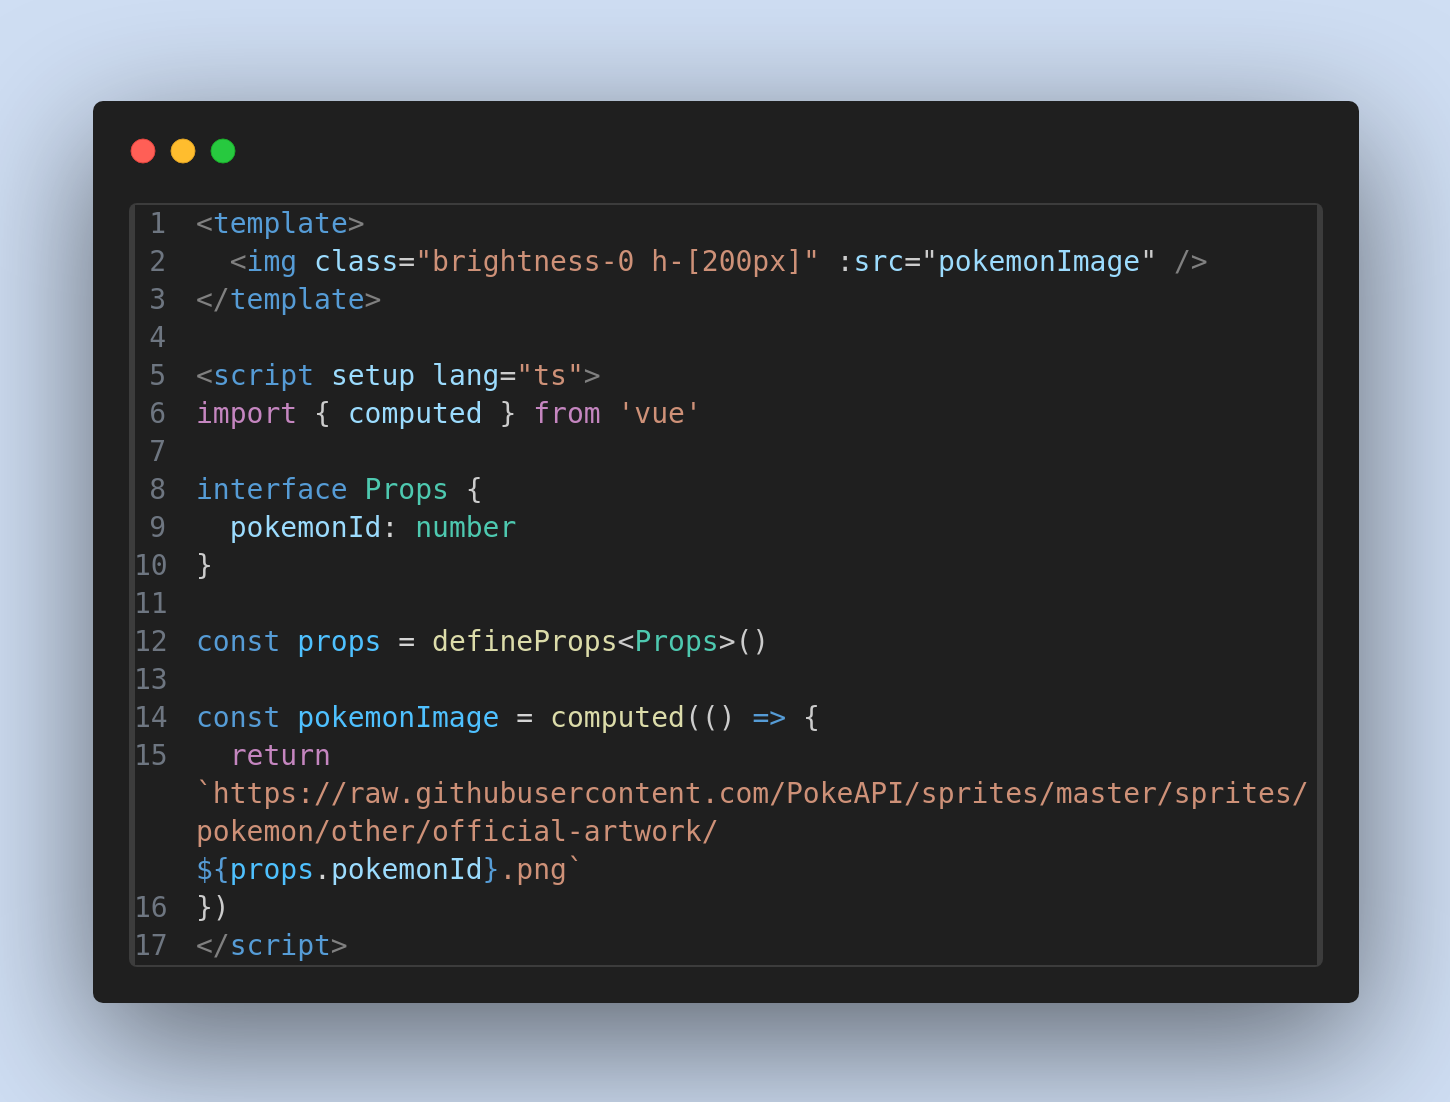 1 <template>
2   <img class="brightness-0 h-[200px]" :src="pokemonImage" />
3 </template>
4
5 <script setup lang="ts">
6 import { computed } from 'vue'
7
8 interface Props {
9   pokemonId: number
10 }
11
12 const props = defineProps<Props>()
13
14 const pokemonImage = computed(() => {
15   return
`https://raw.githubusercontent.com/PokeAPI/sprites/master/sprites/
pokemon/other/official-artwork/
${props.pokemonId}.png`
16 })
17 </script>